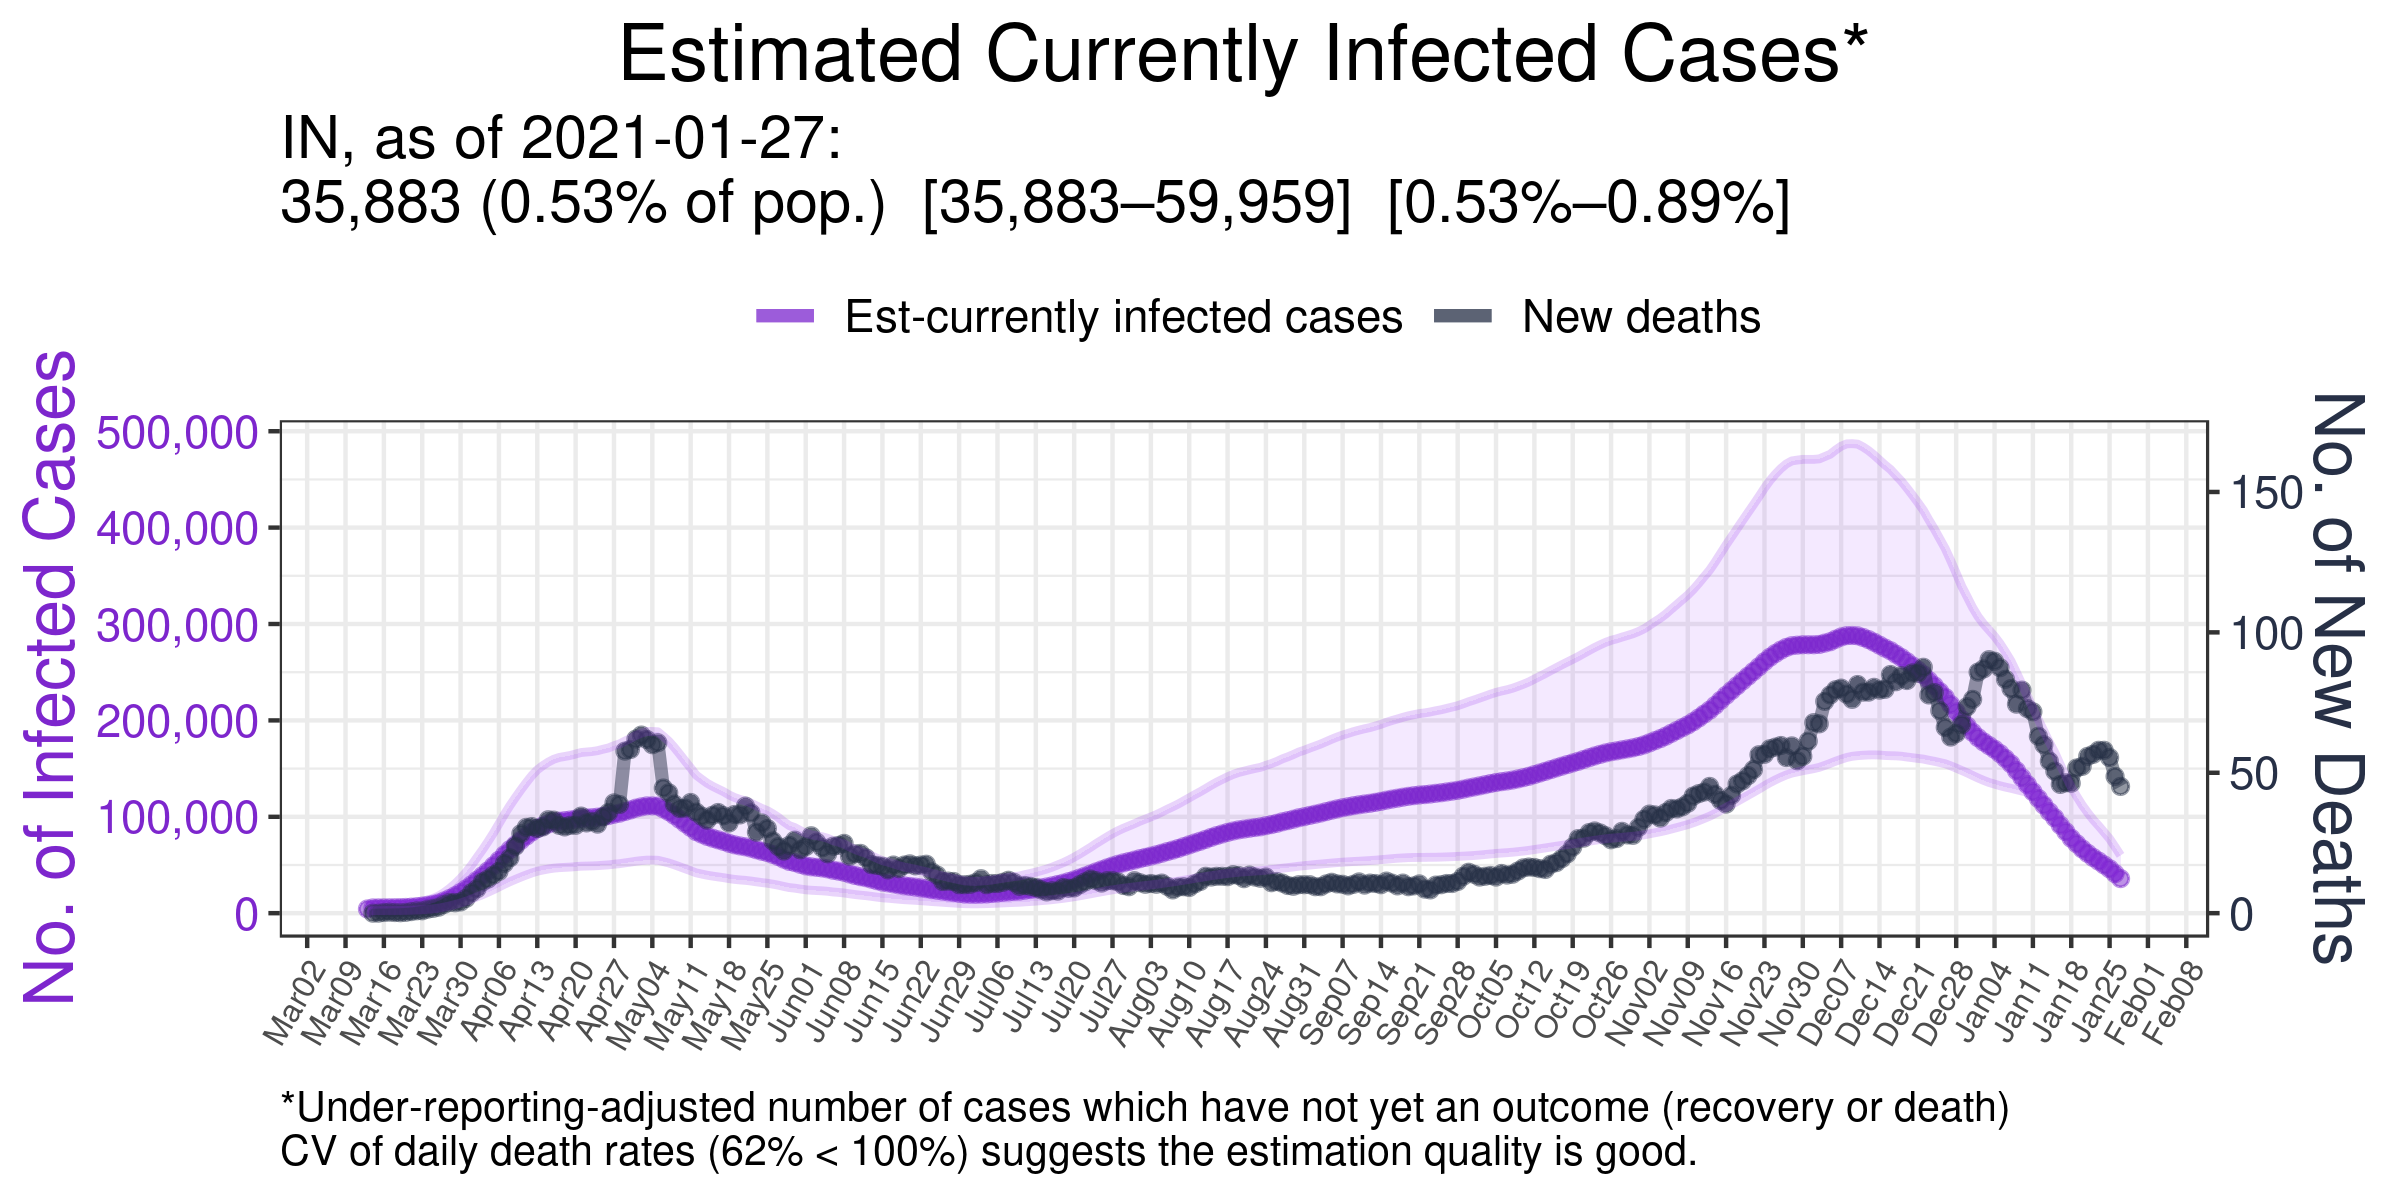 Estimated Currently Infected Cases*
IN, as of 2021-01-27:
35,883 (0.53% of pop.) [35,883–59,959] [0.53%–0.89%]
Est-currently infected cases
New deaths
No. of Infected Cases
500,000
400,000
300,000
200,000
100,000
0
No. of New Deaths
150
100
50
0
Mar02
Mar09
Mar16
Mar23
Mar30
Apr06
Apr13
Apr20
Apr27
May04
May11
May18
May25
Jun01
Jun08
Jun15
Jun22
Jun29
Jul06
Jul13
Jul20
Jul27
Aug03
Aug10
Aug17
Aug24
Aug31
Sep07
Sep14
Sep21
Sep28
Oct05
Oct12
Oct19
Oct26
Nov02
Nov09
Nov16
Nov23
Nov30
Dec07
Dec14
Dec21
Dec28
Jan04
Jan11
Jan18
Jan25
Feb01
Feb08
*Under-reporting-adjusted number of cases which have not yet an outcome (recovery or death)
CV of daily death rates (62% < 100%) suggests the estimation quality is good.